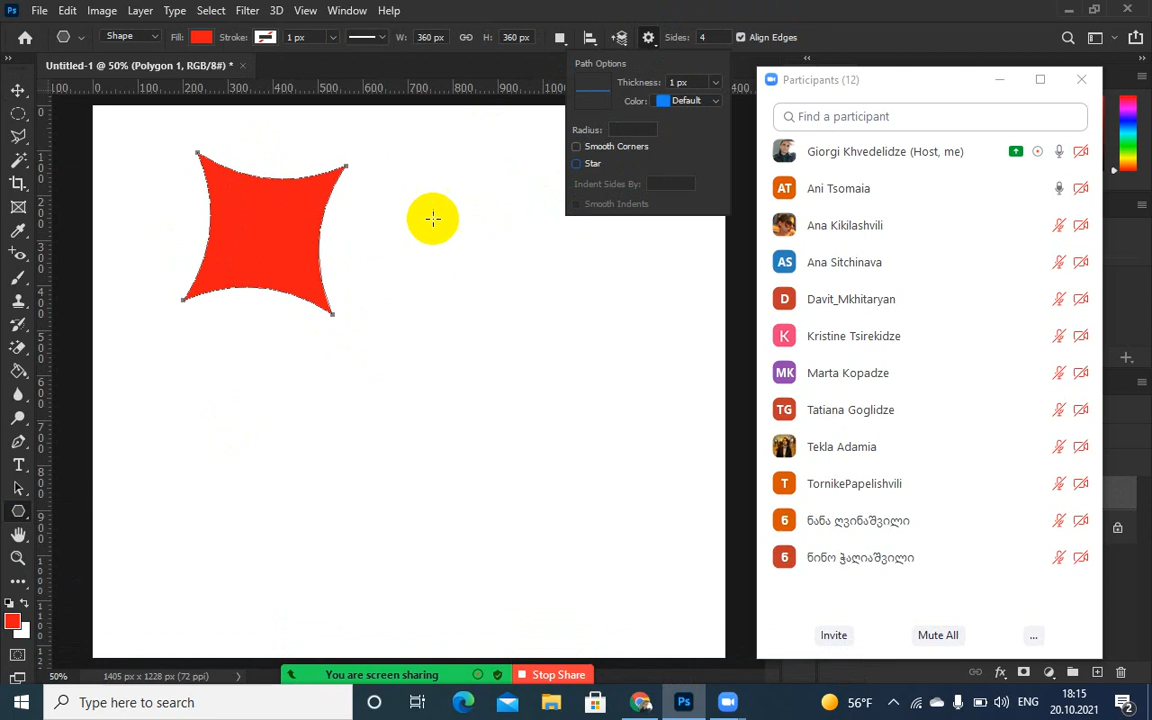 Ps File Edit Image Layer Type Select Filter 3D View Window Help
Shape Fill: Stroke: 1 px W: 360 px H: 360 px Sides: 4 Align Edges
Untitled-1 @ 50% (Polygon 1, RGB/8#) * ×
Path Options
Thickness: 1 px
Color: Default
Radius:
Smooth Corners
Star
Indent Sides By:
Smooth Indents
Participants (12)
Find a participant
Giorgi Khvedelidze (Host, me)
AT Ani Tsomaia
Ana Kikilashvili
AS Ana Sitchinava
D Davit_Mkhitaryan
K Kristine Tsirekidze
MK Marta Kopadze
TG Tatiana Goglidze
Tekla Adamia
T TornikePapelishvili
ნ ნანა ღვინაშვილი
ნ ნინო ჭაღიაშვილი
Invite Mute All ...
50% 1405 px x 1228 px (72 ppi)
You are screen sharing Stop Share
Type here to search
Ps
56°F
ENG
18:15
20.10.2021
2